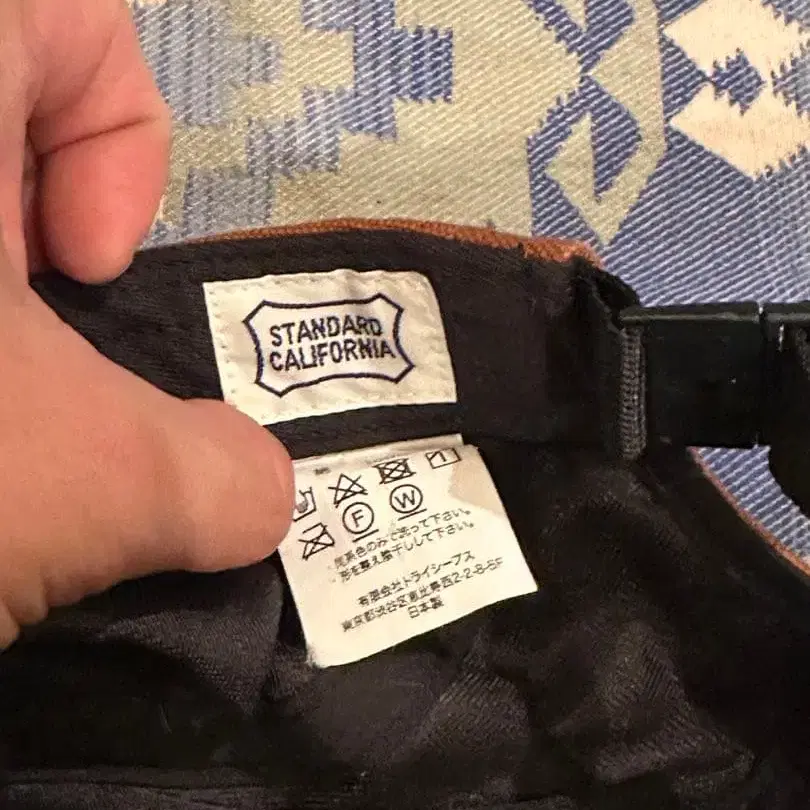 STANDARD
CALIFORNIA
F
W
尾系色のみで洗って下さい。
形を整え陰干しして下さい。
有限会社トライシープス
東京都渋谷区恵比寿西2-2-8-5F
日本製